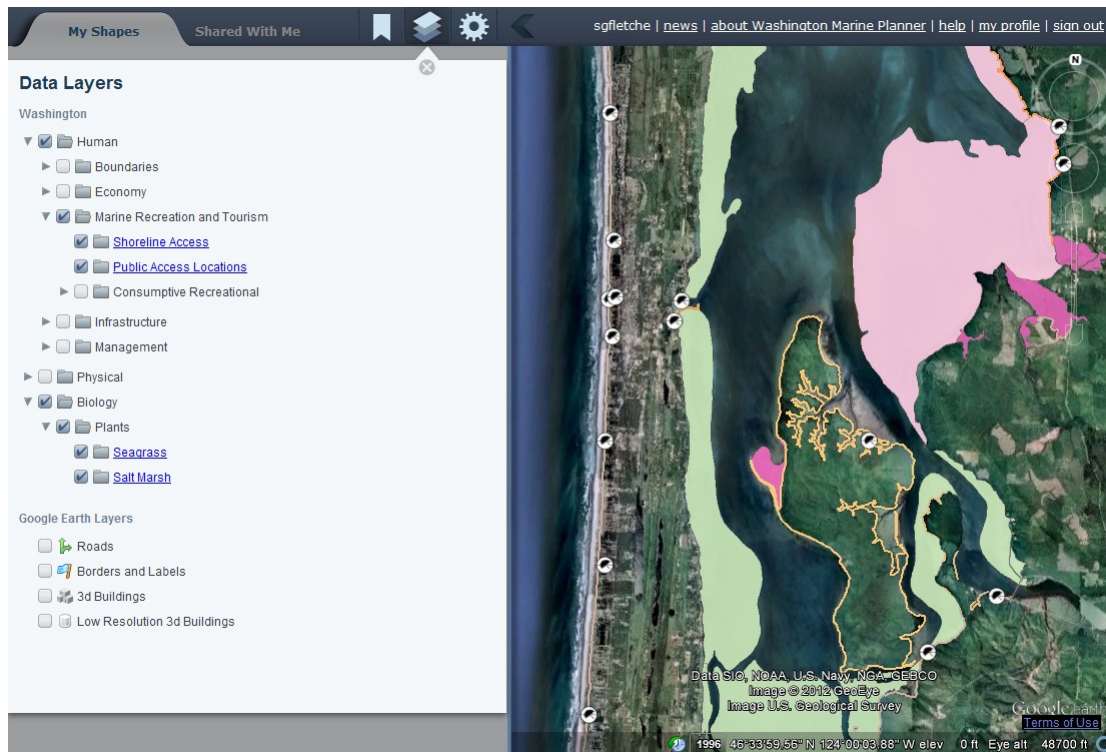 My Shapes
Shared With Me
sgfletche | news | about Washington Marine Planner | help | my profile | sign out
Data Layers
Washington
Human
Boundaries
Economy
Marine Recreation and Tourism
Shoreline Access
Public Access Locations
Consumptive Recreational
Infrastructure
Management
Physical
Biology
Plants
Seagrass
Salt Marsh
Google Earth Layers
Roads
Borders and Labels
3d Buildings
Low Resolution 3d Buildings
N
Data SIO, NOAA, U.S. Navy, NGA, GEBCO
Image © 2012 GeoEye
Image U.S. Geological Survey
Google earth
Terms of Use
1996 46°33'59.56" N 124°00'03.88" W elev 0 ft Eye alt 48700 ft